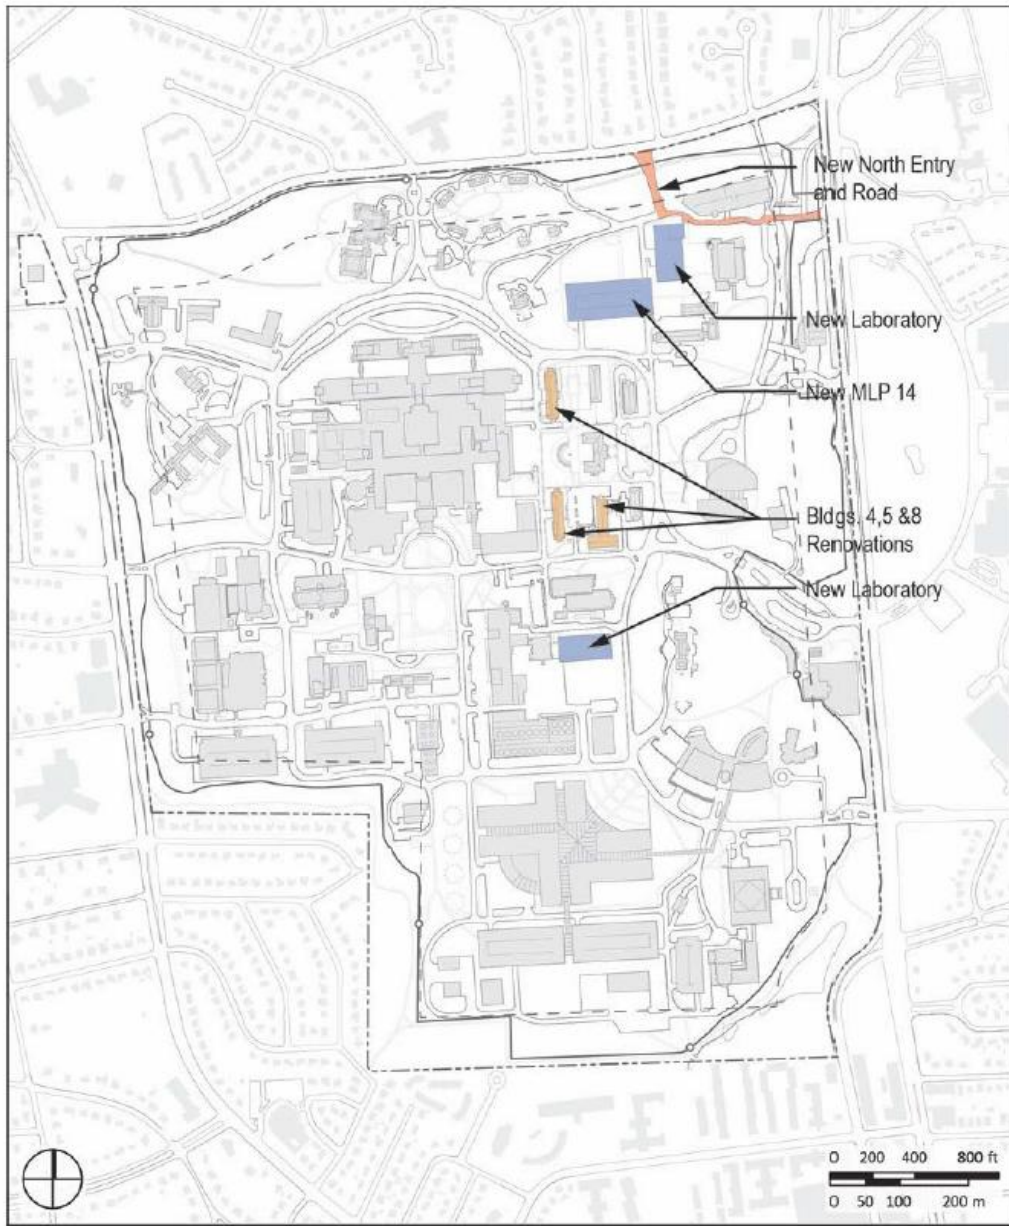 New North Entry
and Road
New Laboratory
New MLP 14
Bldgs. 4,5 &8
Renovations
New Laboratory
0 200 400 800 ft
0 50 100 200 m